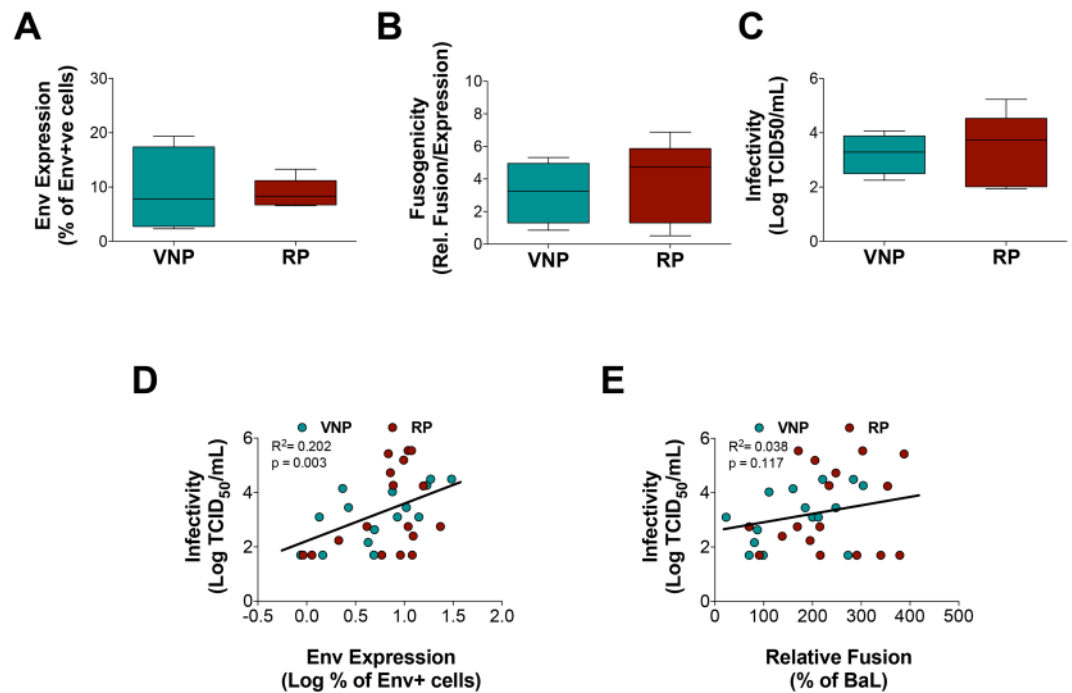 A
Env Expression
(% of Env+ve cells)
30
20
10
0
VNP RP
B
Fusogenicity
(Rel. Fusion/Expression)
10
8
6
4
2
0
VNP RP
C
Infectivity
(Log TCID50/mL)
6
4
2
0
VNP RP
D
Infectivity
(Log TCID50/mL)
VNP RP
R2= 0.202
p = 0.003
6
4
2
0
-0.5 0.0 0.5 1.0 1.5 2.0
Env Expression
(Log % of Env+ cells)
E
Infectivity
(Log TCID50/mL)
VNP RP
R2= 0.038
p = 0.117
6
4
2
0
0 100 200 300 400 500
Relative Fusion
(% of BaL)